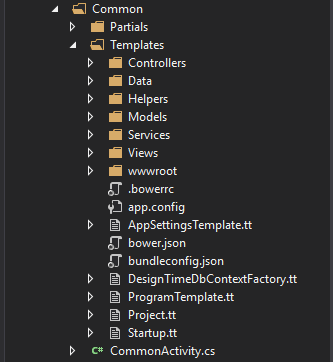 Common
Partials
Templates
Controllers
Data
Helpers
Models
Services
Views
wwwroot
.bowerrc
app.config
AppSettingsTemplate.tt
bower.json
bundleconfig.json
DesignTimeDbContextFactory.tt
ProgramTemplate.tt
Project.tt
Startup.tt
C# CommonActivity.cs